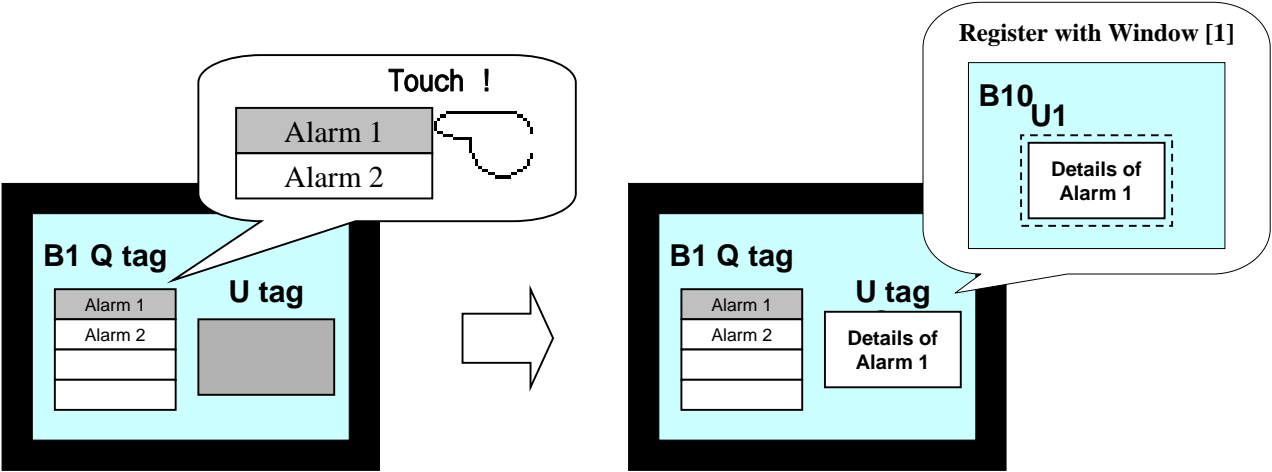 Touch !
Alarm 1
Alarm 2
B1 Q tag
Alarm 1
Alarm 2
U tag
Register with Window [1]
B10
U1
Details of
Alarm 1
B1 Q tag
Alarm 1
Alarm 2
U tag
Details of
Alarm 1